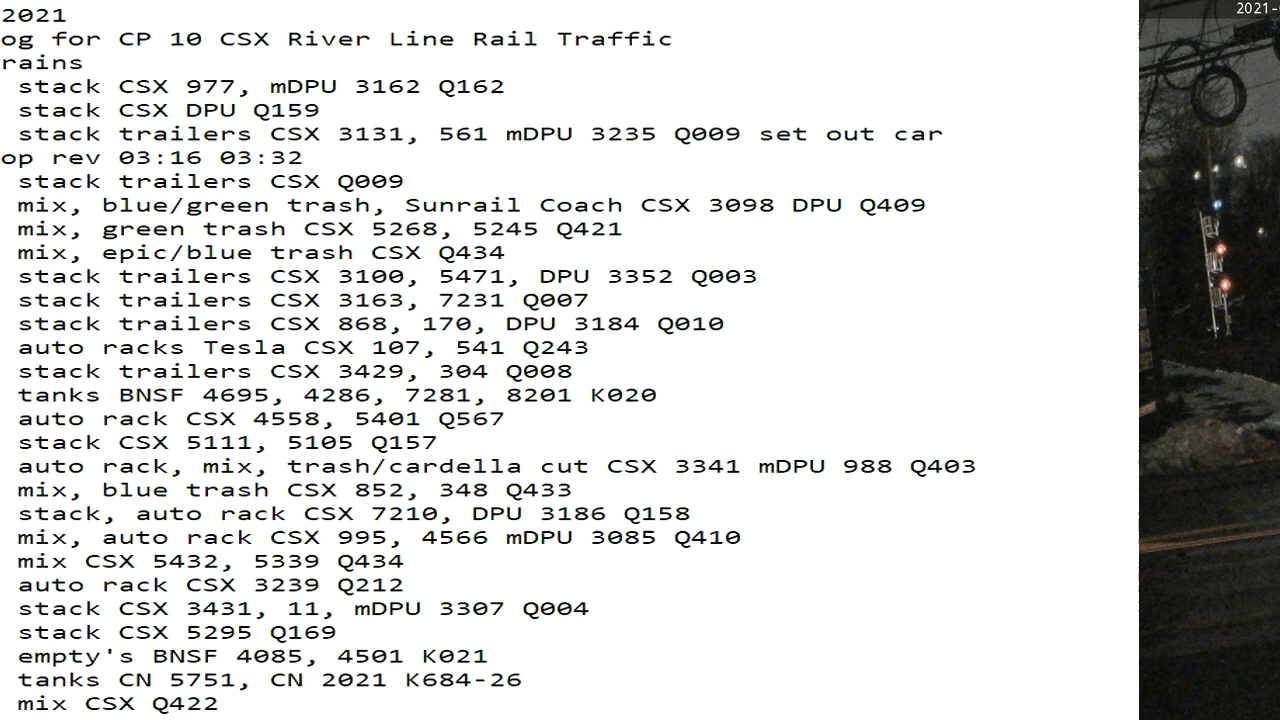 2021
og for CP 10 CSX River Line Rail Traffic
rains
stack CSX 977, mDPU 3162 Q162
stack CSX DPU Q159
stack trailers CSX 3131, 561 mDPU 3235 Q009 set out car
op rev 03:16 03:32
stack trailers CSX Q009
mix, blue/green trash, Sunrail Coach CSX 3098 DPU Q409
mix, green trash CSX 5268, 5245 Q421
mix, epic/blue trash CSX Q434
stack trailers CSX 3100, 5471, DPU 3352 Q003
stack trailers CSX 3163, 7231 Q007
stack trailers CSX 868, 170, DPU 3184 Q010
auto racks Tesla CSX 107, 541 Q243
stack trailers CSX 3429, 304 Q008
tanks BNSF 4695, 4286, 7281, 8201 K020
auto rack CSX 4558, 5401 Q567
stack CSX 5111, 5105 Q157
auto rack, mix, trash/cardella cut CSX 3341 mDPU 988 Q403
mix, blue trash CSX 852, 348 Q433
stack, auto rack CSX 7210, DPU 3186 Q158
mix, auto rack CSX 995, 4566 mDPU 3085 Q410
mix CSX 5432, 5339 Q434
auto rack CSX 3239 Q212
stack CSX 3431, 11, mDPU 3307 Q004
stack CSX 5295 Q169
empty's BNSF 4085, 4501 K021
tanks CN 5751, CN 2021 K684-26
mix CSX Q422
2021-